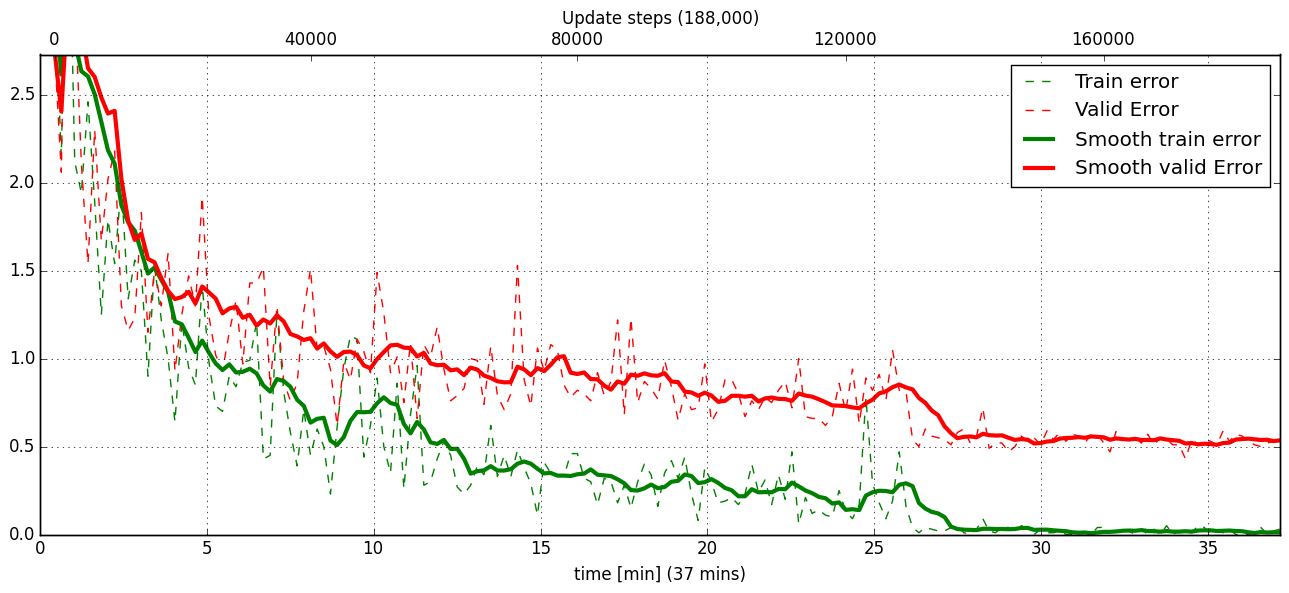 Update steps (188,000)
0 40000 80000 120000 160000
Train error
Valid Error
Smooth train error
Smooth valid Error
2.5
2.0
1.5
1.0
0.5
0.0
0 5 10 15 20 25 30 35
time [min] (37 mins)